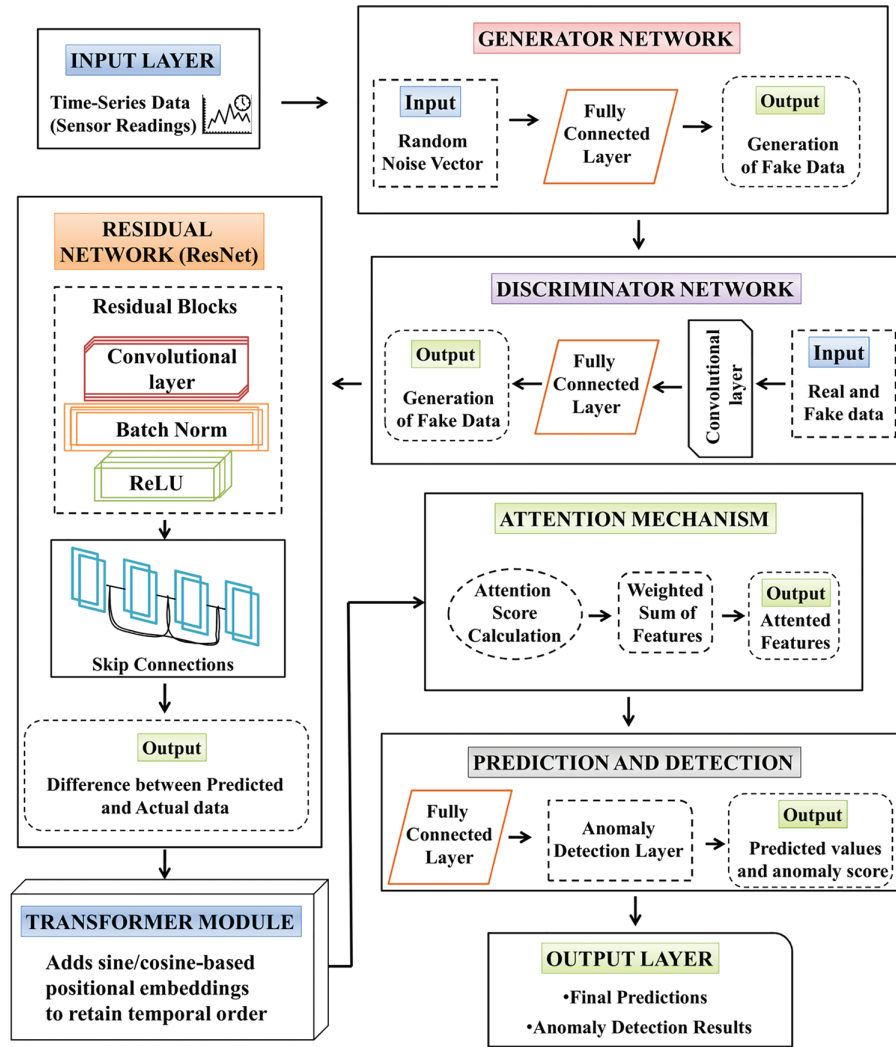 INPUT LAYER
Time-Series Data
(Sensor Readings)
GENERATOR NETWORK
Input
Random
Noise Vector
Fully
Connected
Layer
Output
Generation
of Fake Data
DISCRIMINATOR NETWORK
Input
Real and
Fake data
Convolutional
layer
Fully
Connected
Layer
Output
Generation
of Fake Data
RESIDUAL
NETWORK (ResNet)
Residual Blocks
Convolutional
layer
Batch Norm
ReLU
Skip Connections
Output
Difference between Predicted
and Actual data
TRANSFORMER MODULE
Adds sine/cosine-based
positional embeddings
to retain temporal order
ATTENTION MECHANISM
Attention
Score
Calculation
Weighted
Sum of
Features
Output
Attented
Features
PREDICTION AND DETECTION
Fully
Connected
Layer
Anomaly
Detection Layer
Output
Predicted values
and anomaly score
OUTPUT LAYER
•Final Predictions
•Anomaly Detection Results